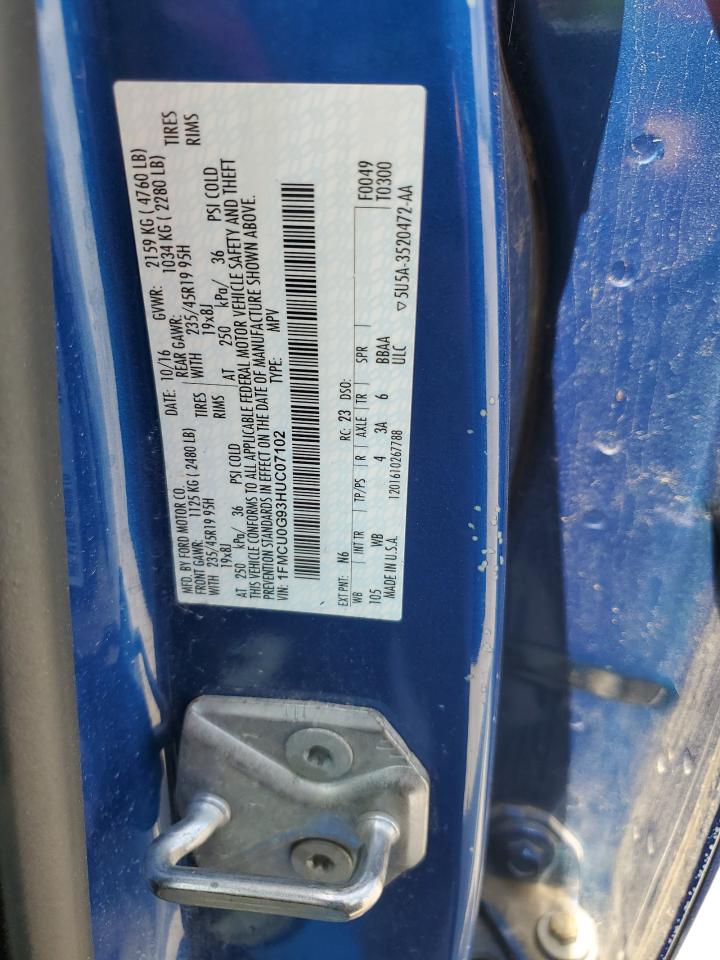 MFD. BY FORD MOTOR CO. DATE: 10/16 GVWR: 2159 KG ( 4760 LB)
FRONT GAWR: 1125 KG ( 2480 LB) REAR GAWR: 1034 KG ( 2280 LB)
WITH 235/45R19 95H TIRES WITH 235/45R19 95H TIRES
19x8J RIMS 19x8J RIMS
AT 250 kPa/ 36 PSI COLD AT 250 kPa/ 36 PSI COLD
THIS VEHICLE CONFORMS TO ALL APPLICABLE FEDERAL MOTOR VEHICLE SAFETY AND THEFT
PREVENTION STANDARDS IN EFFECT ON THE DATE OF MANUFACTURE SHOWN ABOVE.
VIN: 1FMCU0G93HUC07102 TYPE: MPV
EXT PNT: N6 RC: 23 DSO: F0049
WB INT TR TP/PS R AXLE TR SPR T0300
105 WB 4 3A 6 BBAA
MADE IN U.S.A. 1201610267788 ULC ▽5U5A-3520472-AA